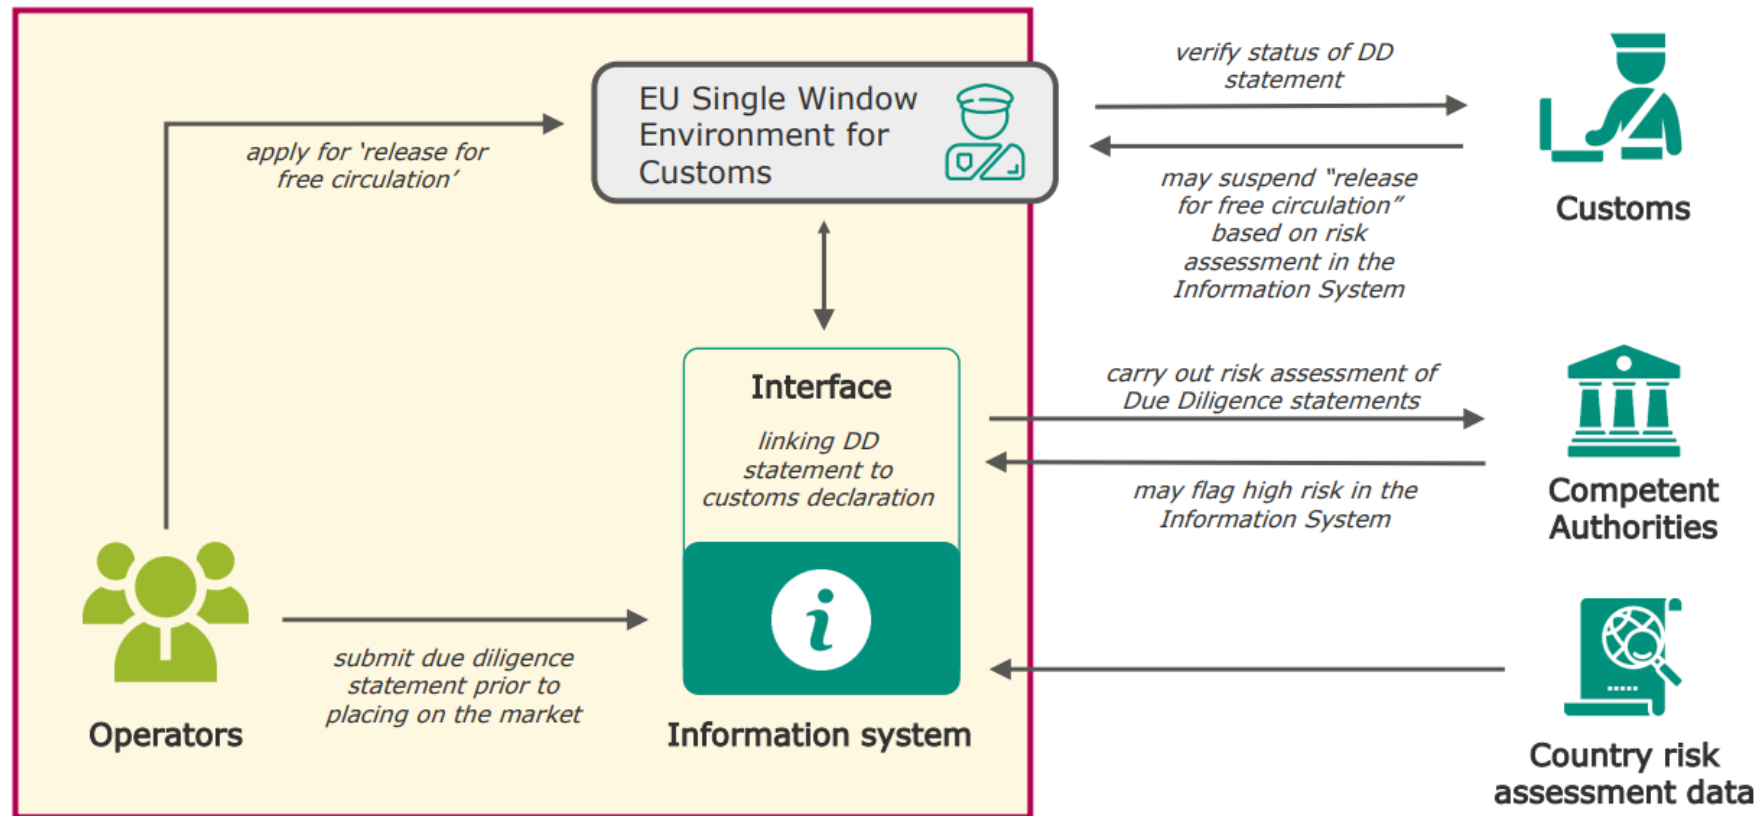 EU Single Window
Environment for
Customs
apply for ‘release for
free circulation’
verify status of DD
statement
may suspend “release
for free circulation”
based on risk
assessment in the
Information System
Customs
Interface
linking DD
statement to
customs declaration
carry out risk assessment of
Due Diligence statements
may flag high risk in the
Information System
Competent
Authorities
i
submit due diligence
statement prior to
placing on the market
Operators
Information system
Country risk
assessment data